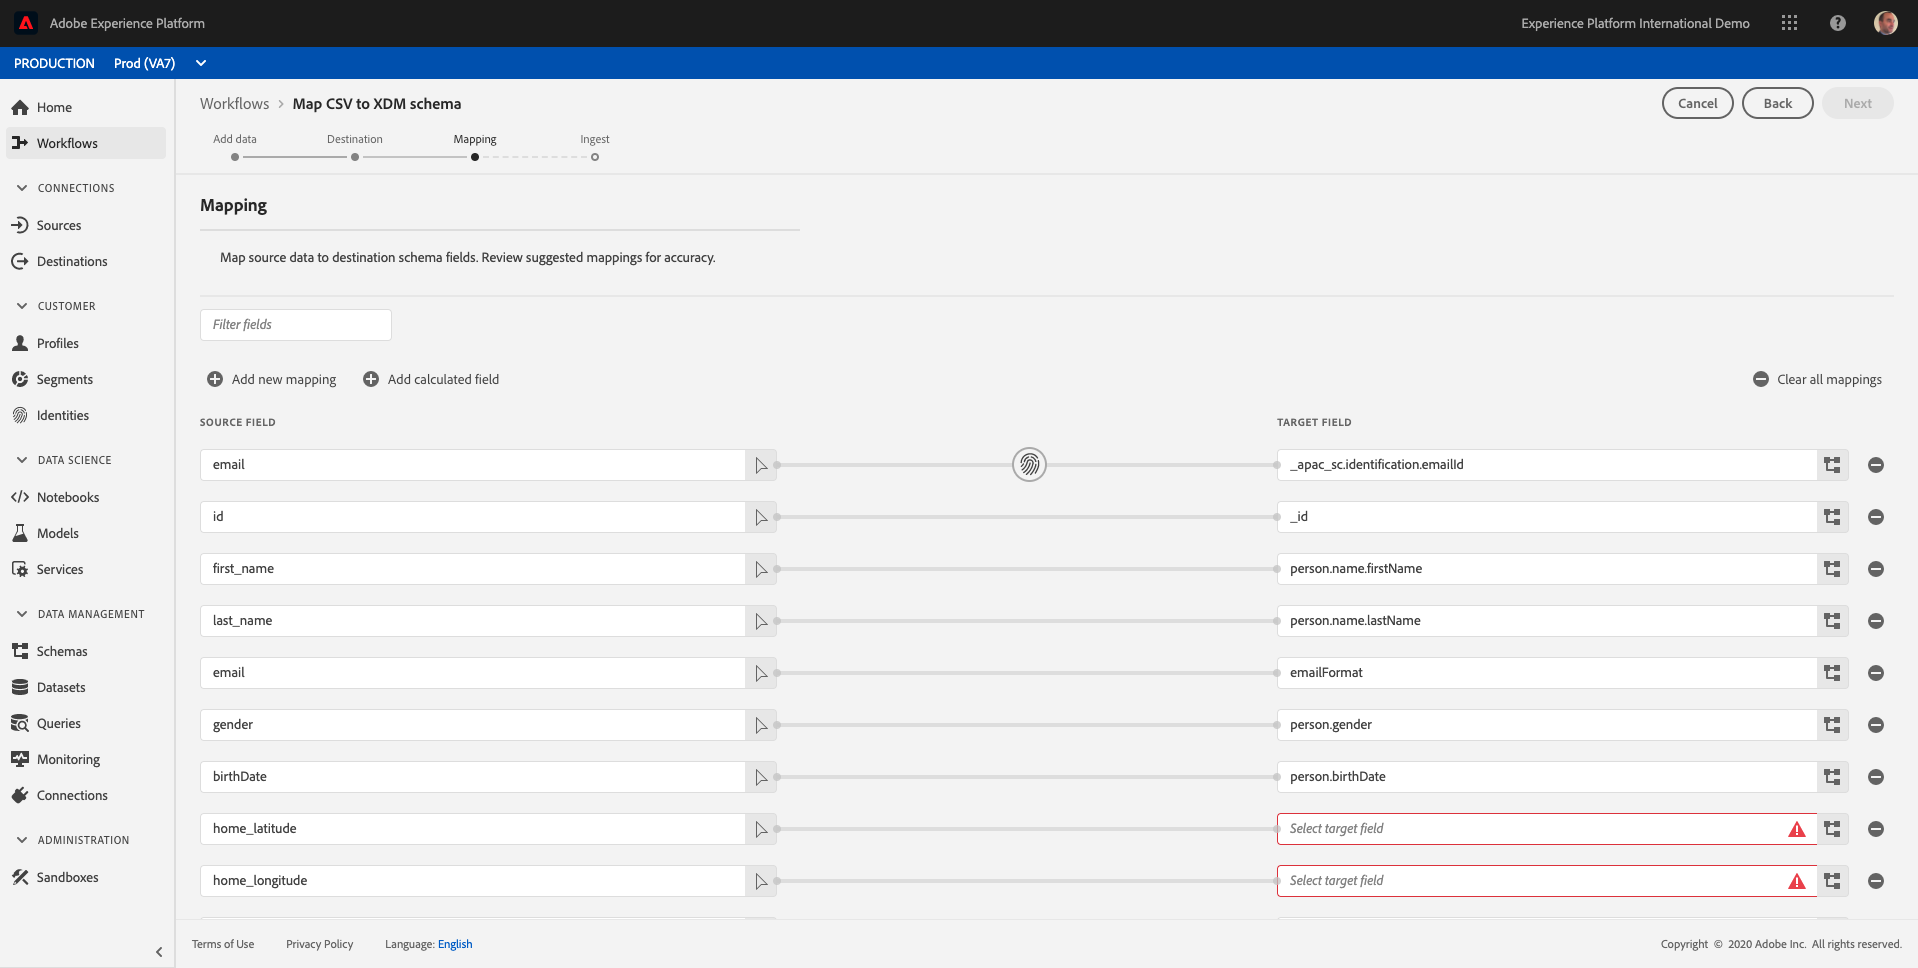 Adobe Experience Platform
Experience Platform International Demo
PRODUCTION Prod (VA7)
Home
Workflows
CONNECTIONS
Sources
Destinations
CUSTOMER
Profiles
Segments
Identities
DATA SCIENCE
Notebooks
Models
Services
DATA MANAGEMENT
Schemas
Datasets
Queries
Monitoring
Connections
ADMINISTRATION
Sandboxes
Workflows > Map CSV to XDM schema
Cancel Back Next
Add data Destination Mapping Ingest
Mapping
Map source data to destination schema fields. Review suggested mappings for accuracy.
Filter fields
Add new mapping Add calculated field Clear all mappings
SOURCE FIELD TARGET FIELD
email _apac_sc.identification.emailId
id _id
first_name person.name.firstName
last_name person.name.lastName
email emailFormat
gender person.gender
birthDate person.birthDate
home_latitude Select target field
home_longitude Select target field
Terms of Use Privacy Policy Language: English Copyright © 2020 Adobe Inc. All rights reserved.